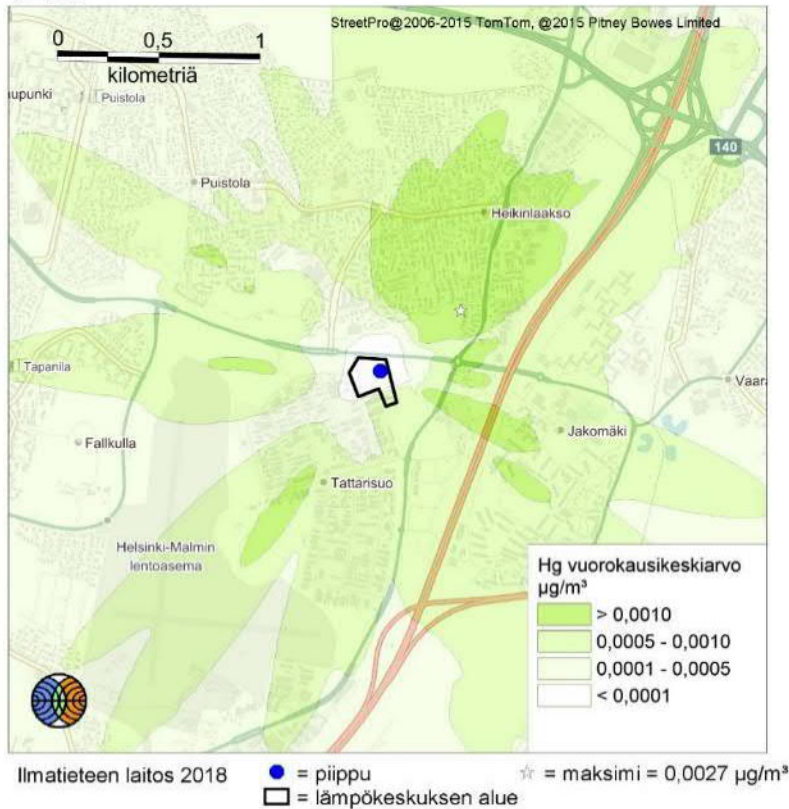 StreetPro@2006-2015 TomTom, @2015 Pitney Bowes Limited
0 0,5 1
kilometriä
Puistola
140
Puistola
Heikinlaakso
Tapanila
Fallkulla
Jakomäki
Tattarisuo
Helsinki-Malmin
lentoasema
Hg vuorokausikeskiarvo
µg/m³
> 0,0010
0,0005 - 0,0010
0,0001 - 0,0005
< 0,0001
Ilmatieteen laitos 2018
= piippu
= maksimi = 0,0027 µg/m³
= lämpökeskuksen alue